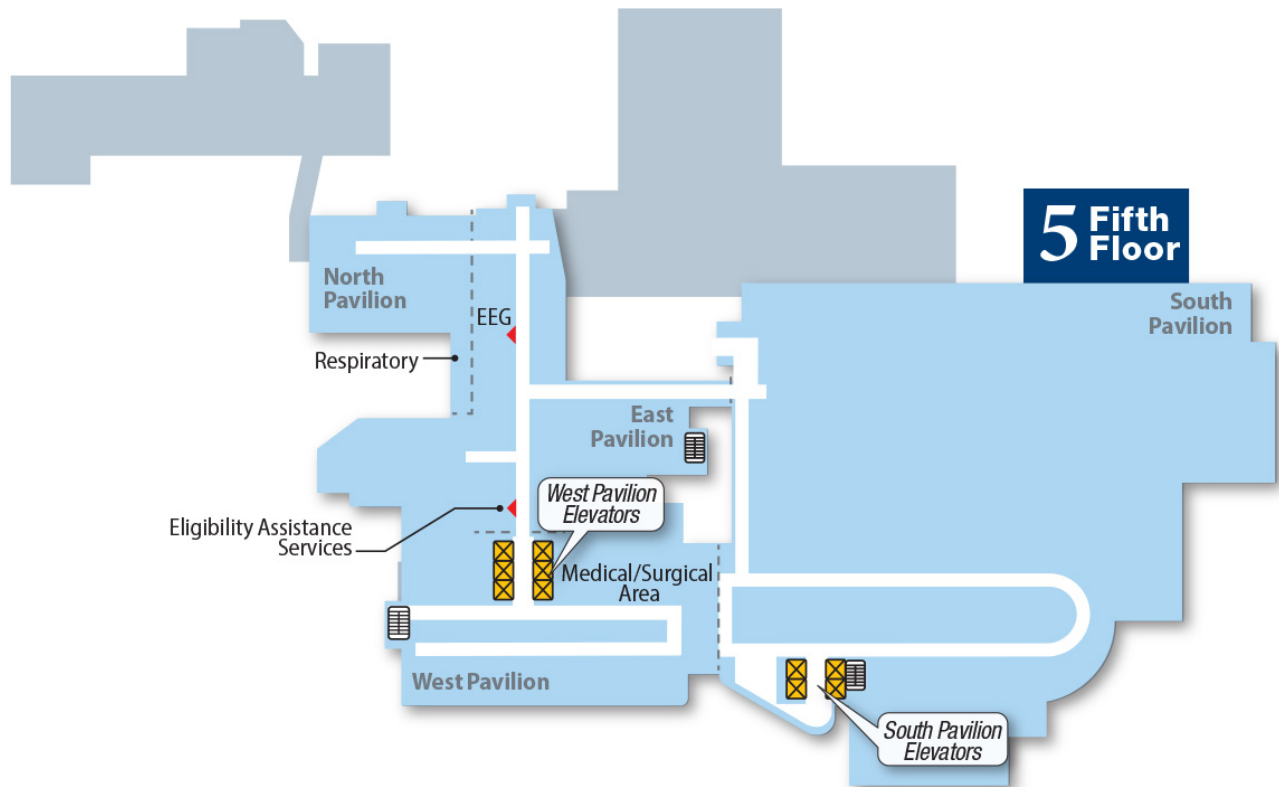 5 Fifth
Floor
North
Pavilion
South
Pavilion
EEG
Respiratory
East
Pavilion
West Pavilion
Elevators
Eligibility Assistance
Services
Medical/Surgical
Area
West Pavilion
South Pavilion
Elevators